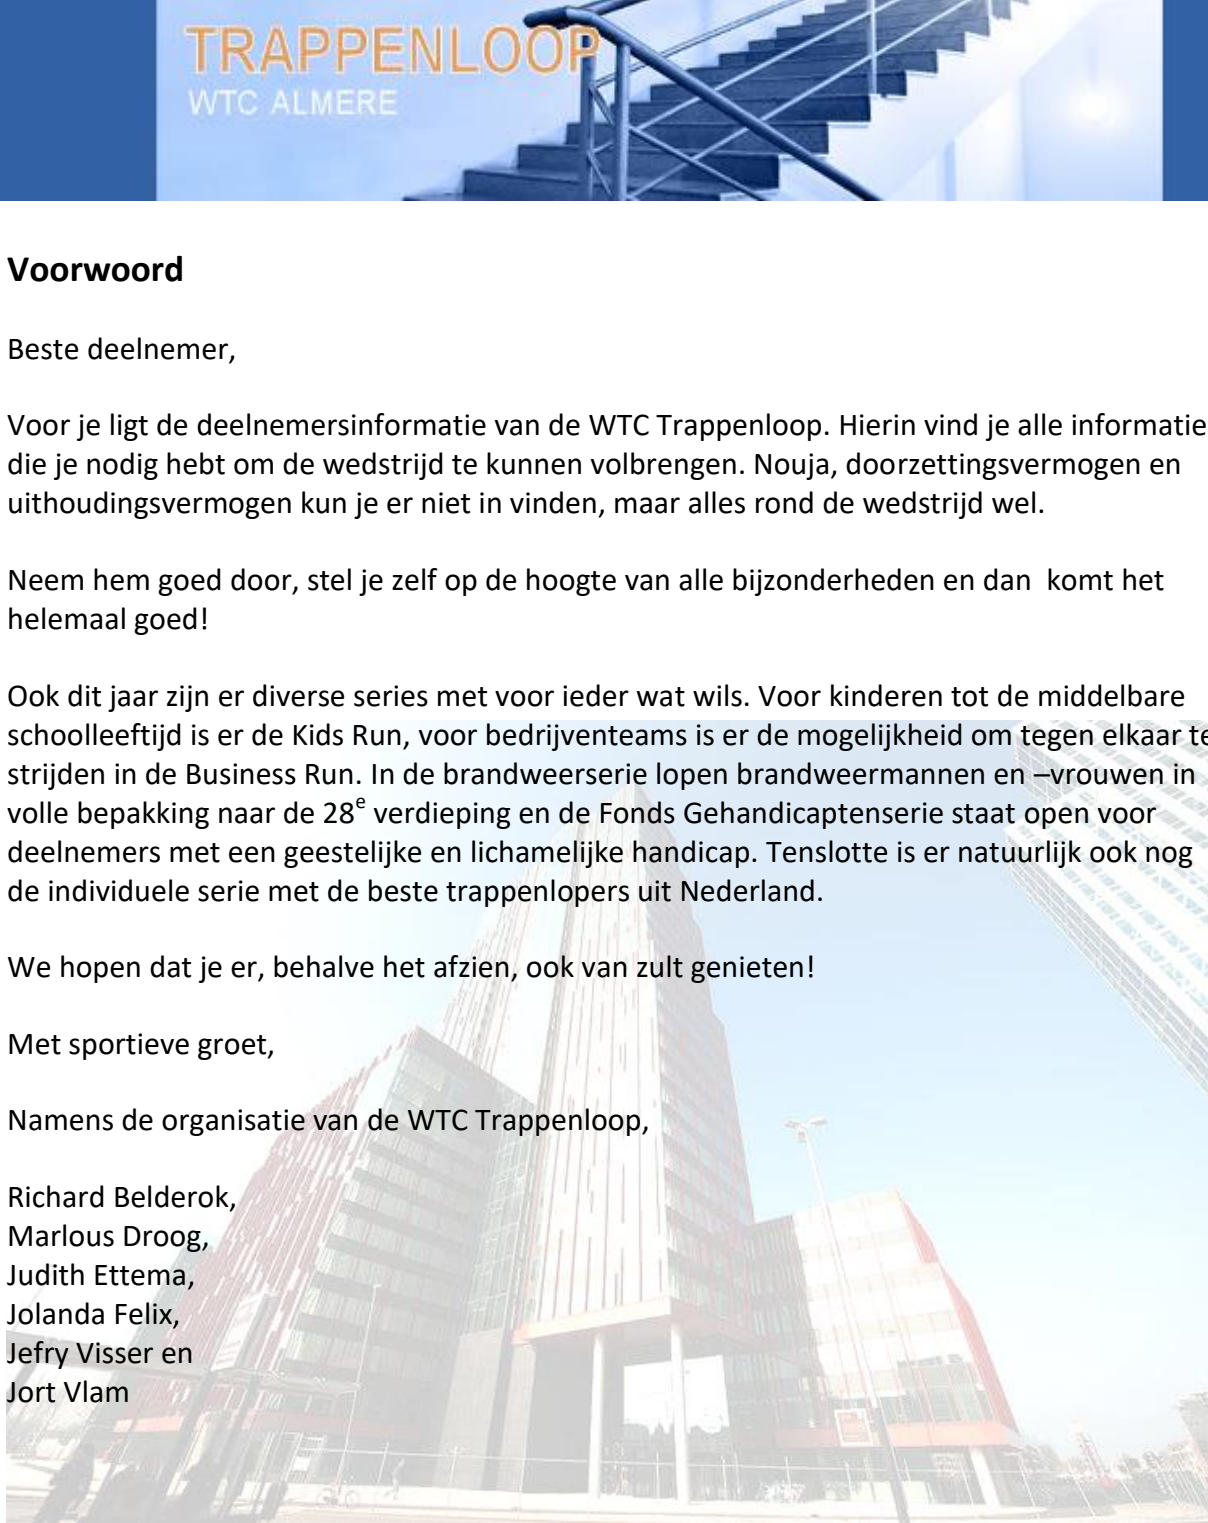 TRAPPENLOOP
WTC ALMERE
Voorwoord
Beste deelnemer,
Voor je ligt de deelnemersinformatie van de WTC Trappenloop. Hierin vind je alle informatie
die je nodig hebt om de wedstrijd te kunnen volbrengen. Nouja, doorzettingsvermogen en
uithoudingsvermogen kun je er niet in vinden, maar alles rond de wedstrijd wel.
Neem hem goed door, stel je zelf op de hoogte van alle bijzonderheden en dan  komt het
helemaal goed!
Ook dit jaar zijn er diverse series met voor ieder wat wils. Voor kinderen tot de middelbare
schoolleeftijd is er de Kids Run, voor bedrijventeams is er de mogelijkheid om tegen elkaar te
strijden in de Business Run. In de brandweerserie lopen brandweermannen en –vrouwen in
volle bepakking naar de 28e verdieping en de Fonds Gehandicaptenserie staat open voor
deelnemers met een geestelijke en lichamelijke handicap. Tenslotte is er natuurlijk ook nog
de individuele serie met de beste trappenlopers uit Nederland.
We hopen dat je er, behalve het afzien, ook van zult genieten!
Met sportieve groet,
Namens de organisatie van de WTC Trappenloop,
Richard Belderok,
Marlous Droog,
Judith Ettema,
Jolanda Felix,
Jefry Visser en
Jort Vlam